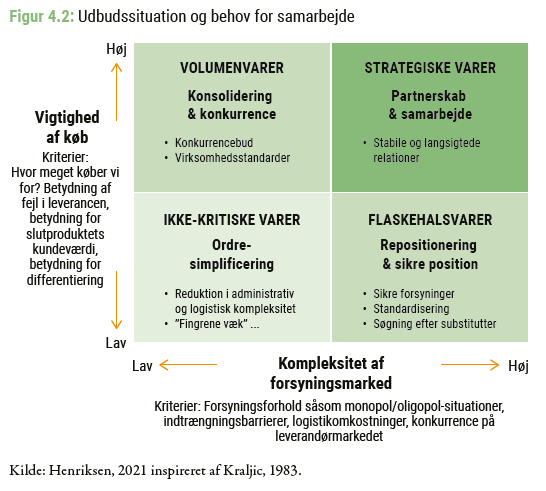 Figur 4.2: Udbudssituation og behov for samarbejde
Høj
Vigtighed
af køb
Kriterier:
Hvor meget køber vi
for? Betydning af
fejl i leverancen,
betydning for
slutproduktets
kundeværdi,
betydning for
differentiering
Lav
VOLUMENVARER
Konsolidering
& konkurrence
• Konkurrencebud
• Virksomhedsstandarder
STRATEGISKE VARER
Partnerskab
& samarbejde
• Stabile og langsigtede
relationer
IKKE-KRITISKE VARER
Ordre-
simplificering
• Reduktion i administrativ
og logistisk kompleksitet
• "Fingrene væk" ...
FLASKEHALSVARER
Repositionering
& sikre position
• Sikre forsyninger
• Standardisering
• Søgning efter substitutter
Lav
Kompleksitet af
forsyningsmarked
Høj
Kriterier: Forsyningsforhold såsom monopol/oligopol-situationer,
indtrængningsbarrierer, logistikomkostninger, konkurrence på
leverandørmarkedet
Kilde: Henriksen, 2021 inspireret af Kraljic, 1983.